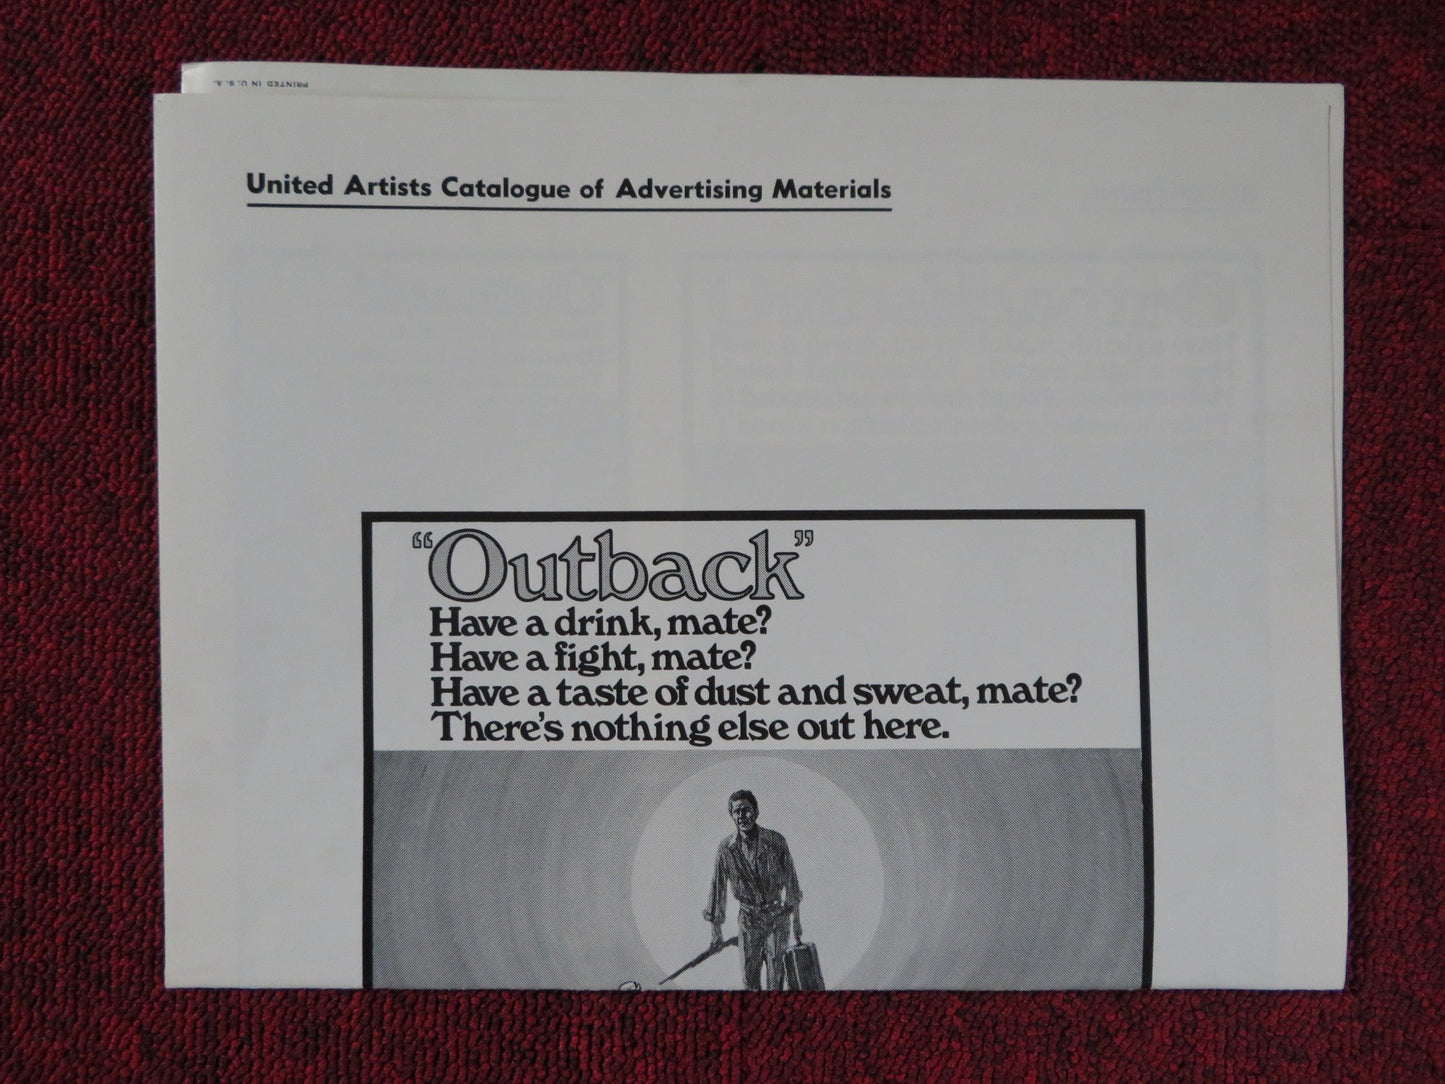 PRINTED IN U. S. A.
United Artists Catalogue of Advertising Materials
“Outback”
Have a drink, mate?
Have a fight, mate?
Have a taste of dust and sweat, mate?
There's nothing else out here.